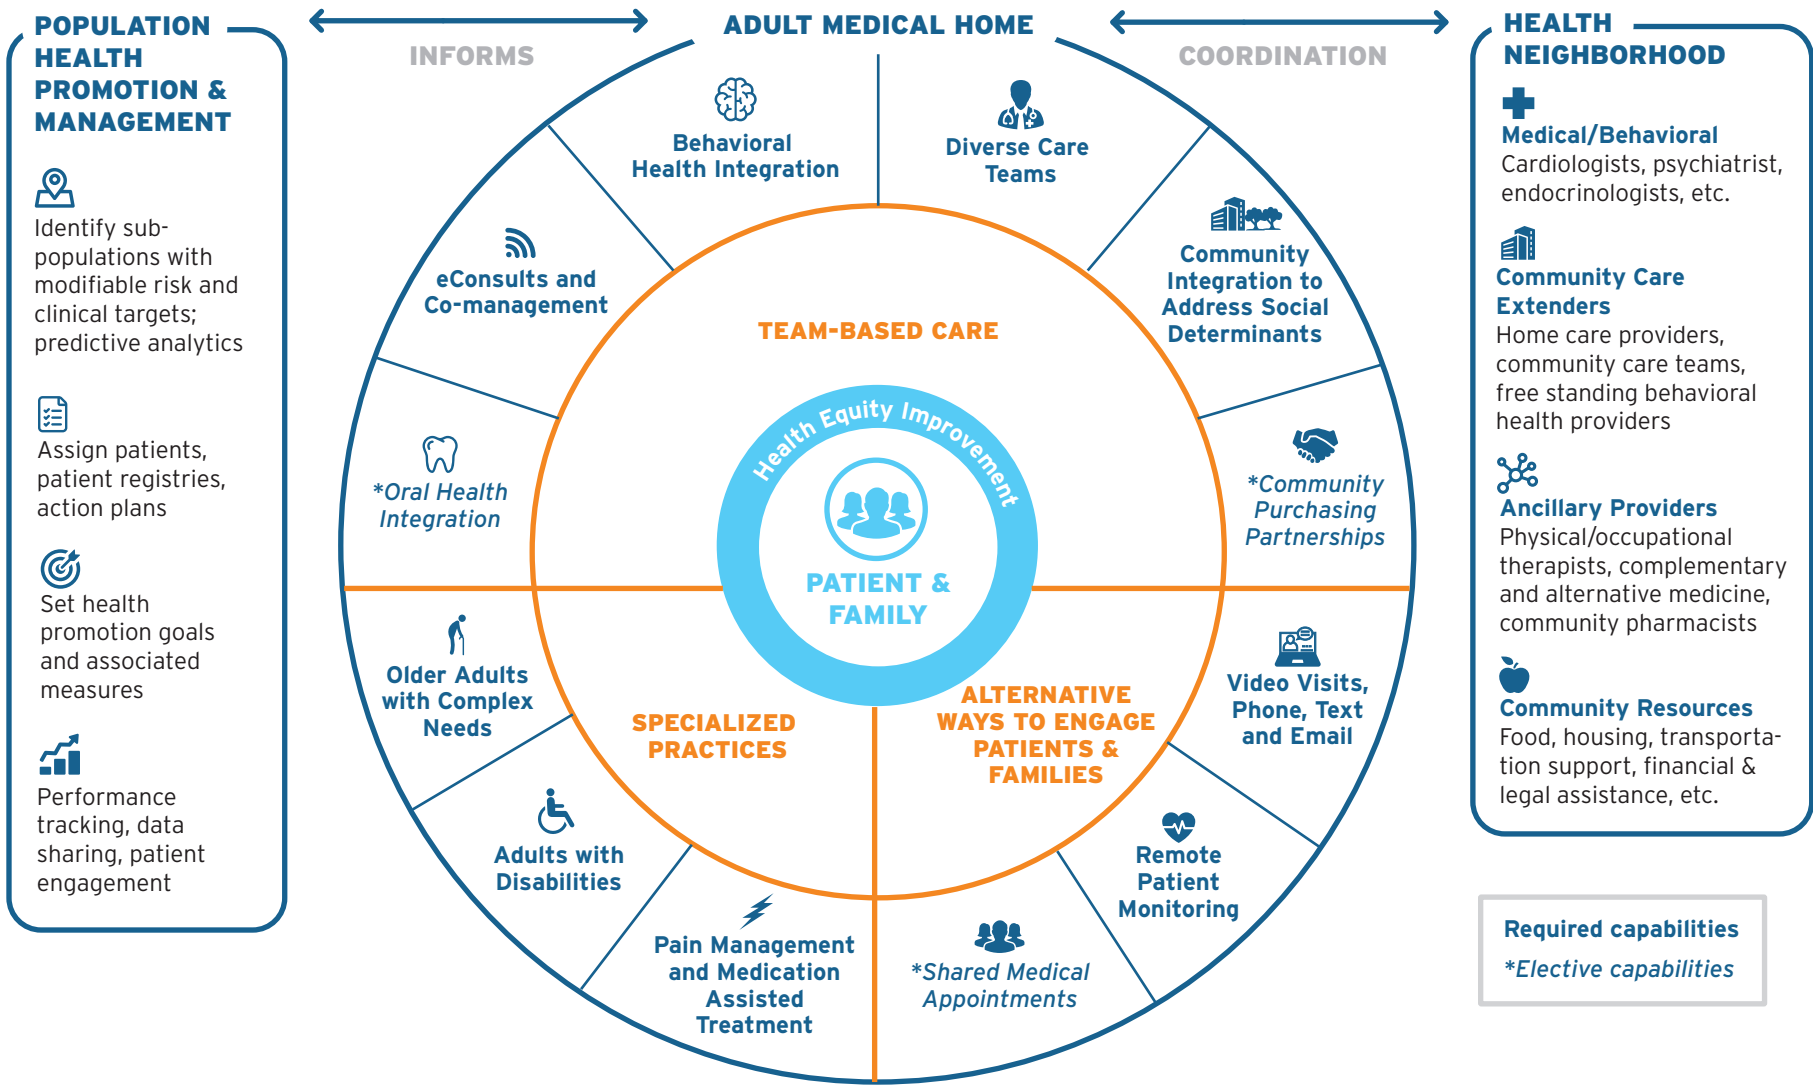 POPULATION
HEALTH
PROMOTION &
MANAGEMENT
Identify sub-
populations with
modifiable risk and
clinical targets;
predictive analytics
Assign patients,
patient registries,
action plans
Set health
promotion goals
and associated
measures
Performance
tracking, data
sharing, patient
engagement
INFORMS
ADULT MEDICAL HOME
COORDINATION
Behavioral
Health Integration
Diverse Care
Teams
eConsults and
Co-management
Community
Integration to
Address Social
Determinants
*Oral Health
Integration
*Community
Purchasing
Partnerships
TEAM-BASED CARE
Health Equity Improvement
PATIENT &
FAMILY
Older Adults
with Complex
Needs
SPECIALIZED
PRACTICES
ALTERNATIVE
WAYS TO ENGAGE
PATIENTS &
FAMILIES
Video Visits,
Phone, Text
and Email
Adults with
Disabilities
Remote
Patient
Monitoring
Pain Management
and Medication
Assisted
Treatment
*Shared Medical
Appointments
HEALTH
NEIGHBORHOOD
Medical/Behavioral
Cardiologists, psychiatrist,
endocrinologists, etc.
Community Care
Extenders
Home care providers,
community care teams,
free standing behavioral
health providers
Ancillary Providers
Physical/occupational
therapists, complementary
and alternative medicine,
community pharmacists
Community Resources
Food, housing, transporta-
tion support, financial &
legal assistance, etc.
Required capabilities
*Elective capabilities